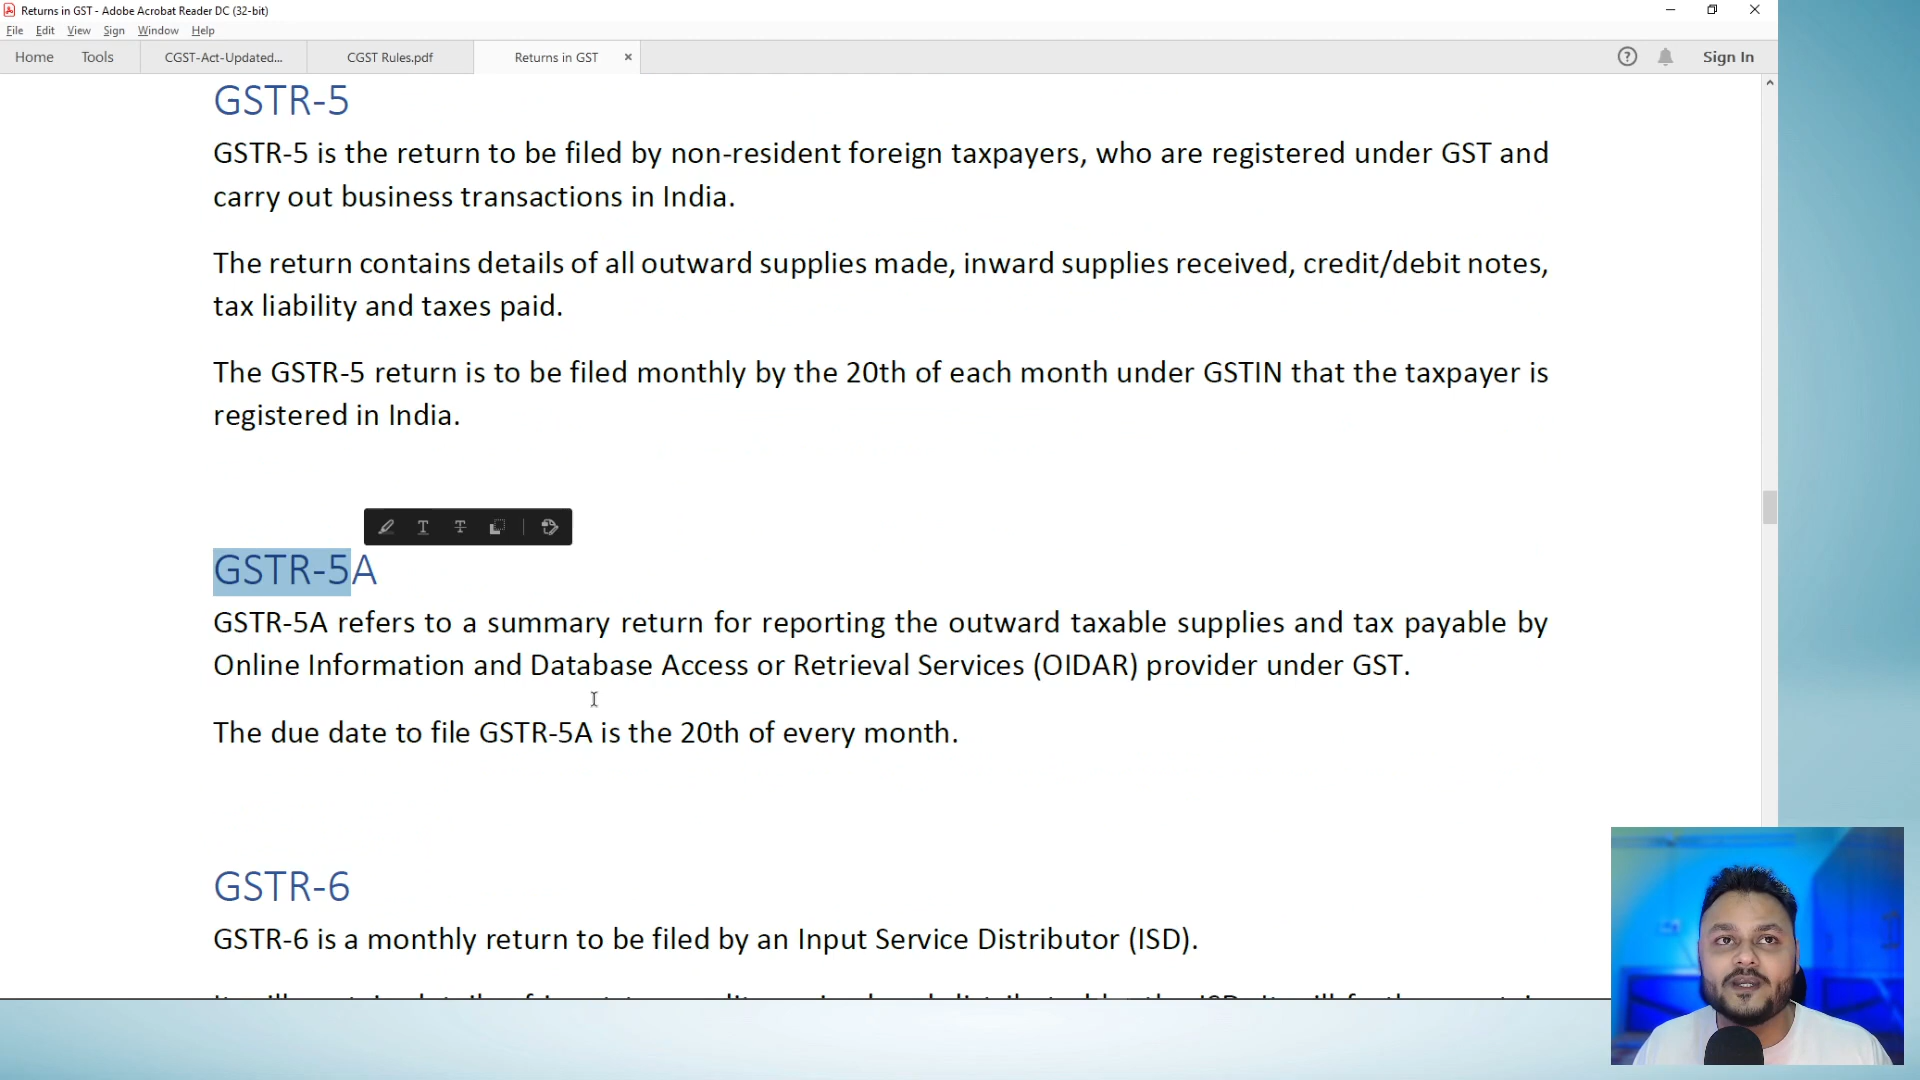 Returns in GST - Adobe Acrobat Reader DC (32-bit)
File Edit View Sign Window Help
Home Tools CGST-Act-Updated... CGST Rules.pdf Returns in GST × Sign In
GSTR-5
GSTR-5 is the return to be filed by non-resident foreign taxpayers, who are registered under GST and
carry out business transactions in India.
The return contains details of all outward supplies made, inward supplies received, credit/debit notes,
tax liability and taxes paid.
The GSTR-5 return is to be filed monthly by the 20th of each month under GSTIN that the taxpayer is
registered in India.
GSTR-5A
GSTR-5A refers to a summary return for reporting the outward taxable supplies and tax payable by
Online Information and Database Access or Retrieval Services (OIDAR) provider under GST.
The due date to file GSTR-5A is the 20th of every month.
GSTR-6
GSTR-6 is a monthly return to be filed by an Input Service Distributor (ISD).